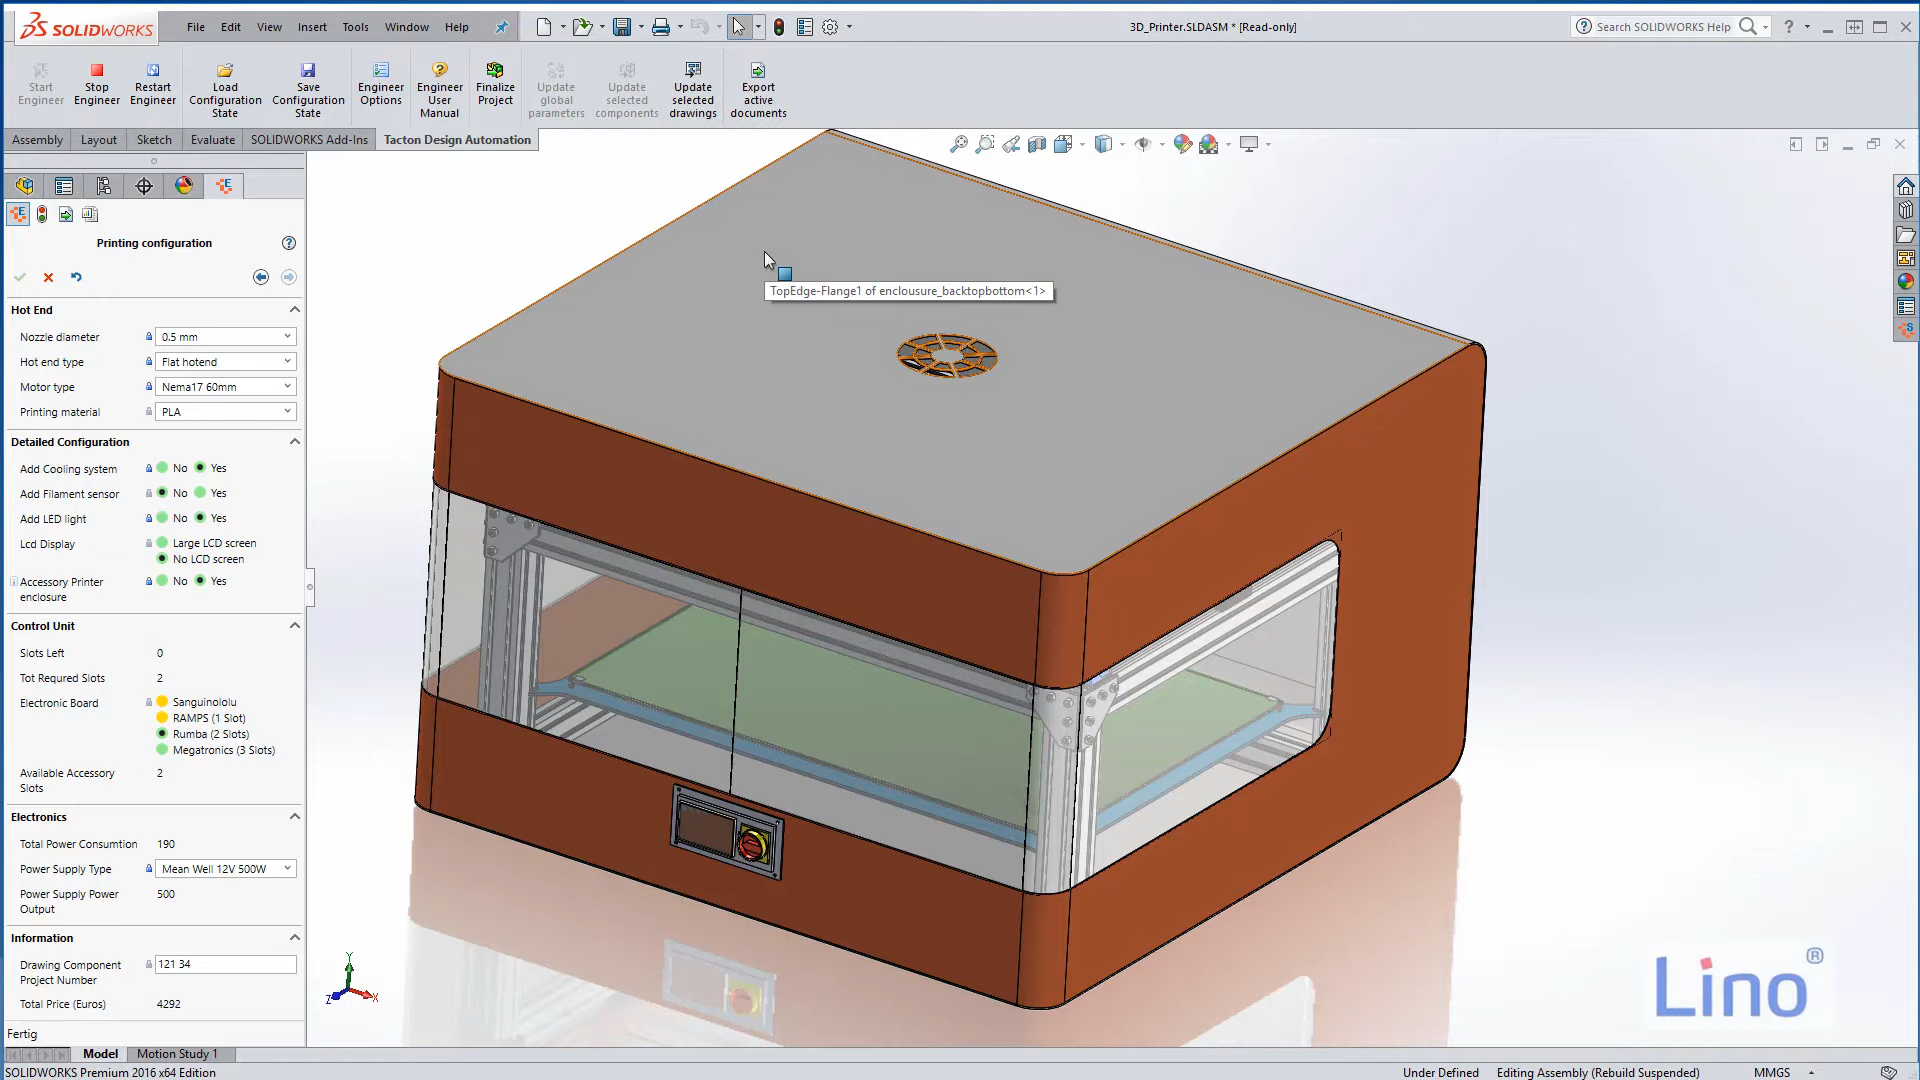 SOLIDWORKS
File Edit View Insert Tools Window Help
3D_Printer.SLDASM * [Read-only]
Search SOLIDWORKS Help
Start Engineer
Stop Engineer
Restart Engineer
Load Configuration State
Save Configuration State
Engineer Options
Engineer User Manual
Finalize Project
Update global parameters
Update selected components
Update selected drawings
Export active documents
Assembly Layout Sketch Evaluate SOLIDWORKS Add-Ins Tacton Design Automation
Printing configuration
Hot End
Nozzle diameter 0.5 mm
Hot end type Flat hotend
Motor type Nema17 60mm
Printing material PLA
Detailed Configuration
Add Cooling system No Yes
Add Filament sensor No Yes
Add LED light No Yes
Lcd Display Large LCD screen
No LCD screen
Accessory Printer enclosure No Yes
Control Unit
Slots Left 0
Tot Requred Slots 2
Electronic Board Sanguinololu
RAMPS (1 Slot)
Rumba (2 Slots)
Megatronics (3 Slots)
Available Accessory Slots 2
Electronics
Total Power Consumtion 190
Power Supply Type Mean Well 12V 500W
Power Supply Power Output 500
Information
Drawing Component Project Number 121 34
Total Price (Euros) 4292
Fertig
TopEdge-Flange1 of enclousure_backtopbottom<1>
Y
Z X
Lino®
Model Motion Study 1
SOLIDWORKS Premium 2016 x64 Edition
Under Defined Editing Assembly (Rebuild Suspended) MMGS